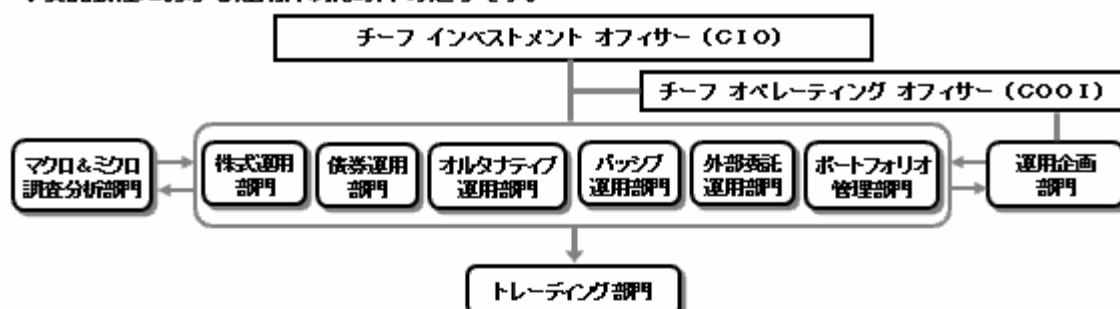 チーフ インベストメント オフィサー (CIO)
チーフ オペレーティング オフィサー (COOI)
マクロ&ミクロ
調査分析部門
株式運用
部門
債券運用
部門
オルタナティブ
運用部門
パッシブ
運用部門
外部委託
運用部門
ポートフォリオ
管理部門
運用企画
部門
トレーディング部門